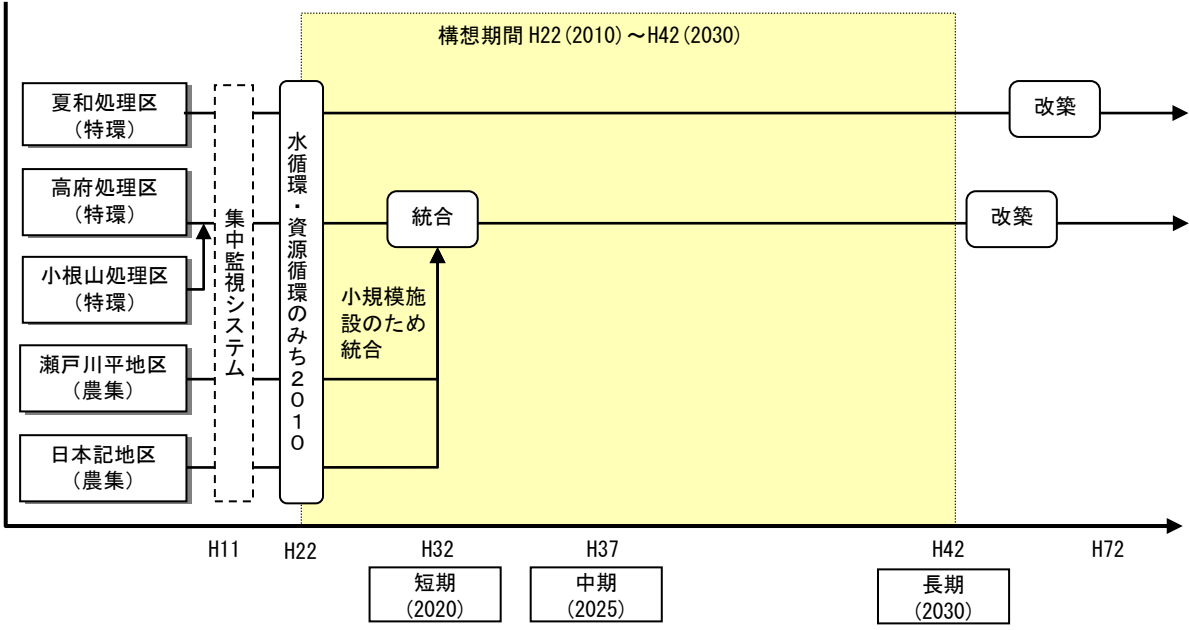 構想期間 H22(2010)～H42(2030)
夏和処理区
(特環)
高府処理区
(特環)
小根山処理区
(特環)
瀬戸川平地区
(農集)
日本記地区
(農集)
集中監視システム
水循環・資源循環のみち2010
統合
小規模施
設のため
統合
改築
改築
H11
H22
H32
H37
H42
H72
短期
(2020)
中期
(2025)
長期
(2030)